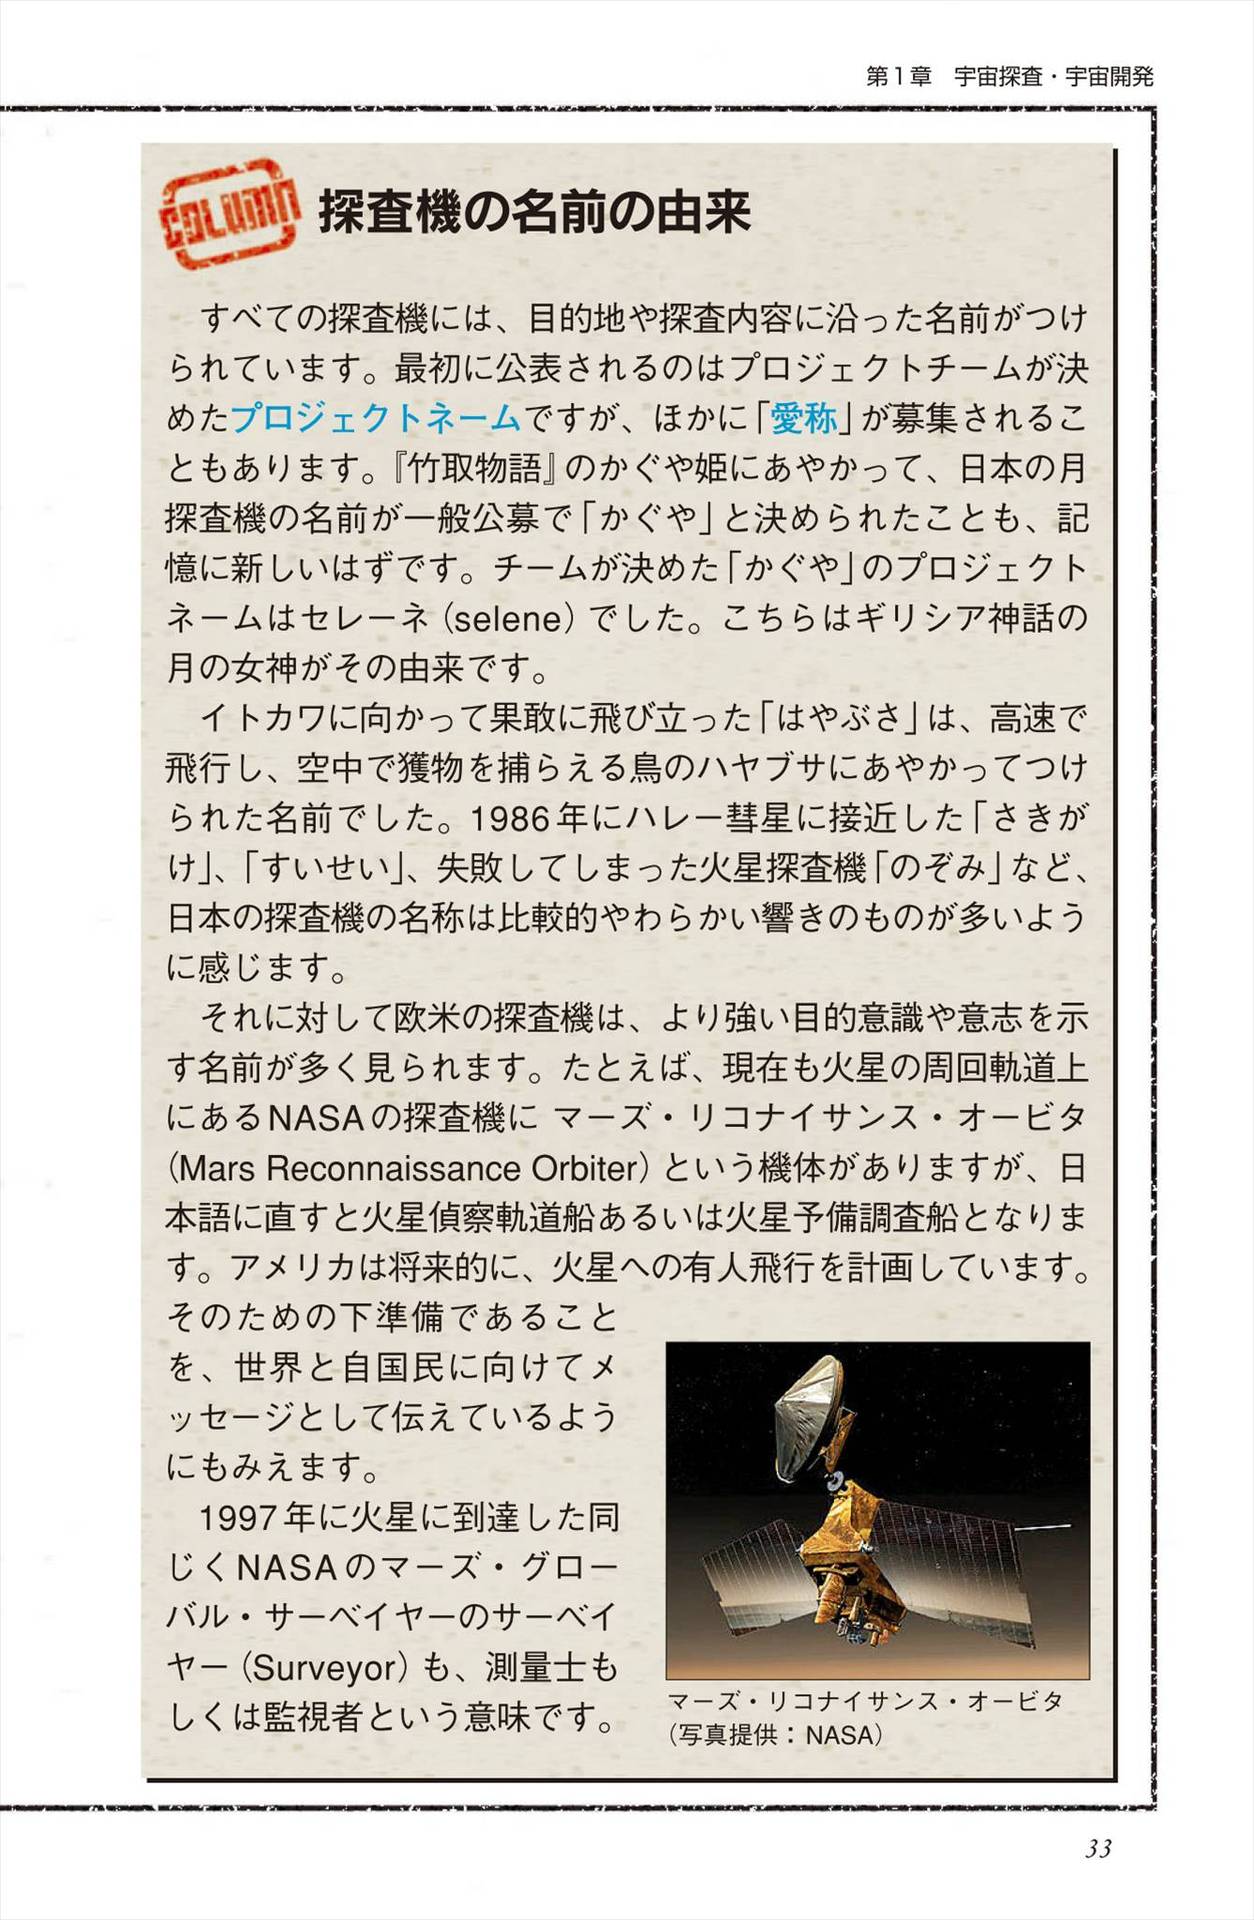 第1章　宇宙探査・宇宙開発
COLUMN
探査機の名前の由来
すべての探査機には、目的地や探査内容に沿った名前がつけ
られています。最初に公表されるのはプロジェクトチームが決
めたプロジェクトネームですが、ほかに「愛称」が募集されるこ
ともあります。『竹取物語』のかぐや姫にあやかって、日本の月
探査機の名前が一般公募で「かぐや」と決められたことも、記
憶に新しいはずです。チームが決めた「かぐや」のプロジェクト
ネームはセレーネ（selene）でした。こちらはギリシア神話の
月の女神がその由来です。
イトカワに向かって果敢に飛び立った「はやぶさ」は、高速で
飛行し、空中で獲物を捕らえる鳥のハヤブサにあやかってつけ
られた名前でした。1986年にハレー彗星に接近した「さきが
け」、「すいせい」、失敗してしまった火星探査機「のぞみ」など、
日本の探査機の名称は比較的やわらかい響きのものが多いよう
に感じます。
それに対して欧米の探査機は、より強い目的意識や意志を示
す名前が多く見られます。たとえば、現在も火星の周回軌道上
にあるNASAの探査機に マーズ・リコナイサンス・オービタ
（Mars Reconnaissance Orbiter）という機体がありますが、日
本語に直すと火星偵察軌道船あるいは火星予備調査船となりま
す。アメリカは将来的に、火星への有人飛行を計画しています。
そのための下準備であること
を、世界と自国民に向けてメ
ッセージとして伝えているよう
にもみえます。
1997年に火星に到達した同
じくNASAのマーズ・グロー
バル・サーベイヤーのサーベイ
ヤー（Surveyor）も、測量士も
しくは監視者という意味です。
マーズ・リコナイサンス・オービタ
（写真提供：NASA）
33